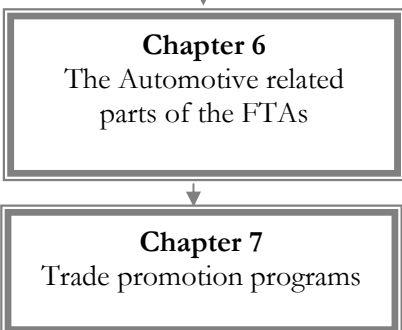 Chapter 6
The Automotive related
parts of the FTAs
Chapter 7
Trade promotion programs